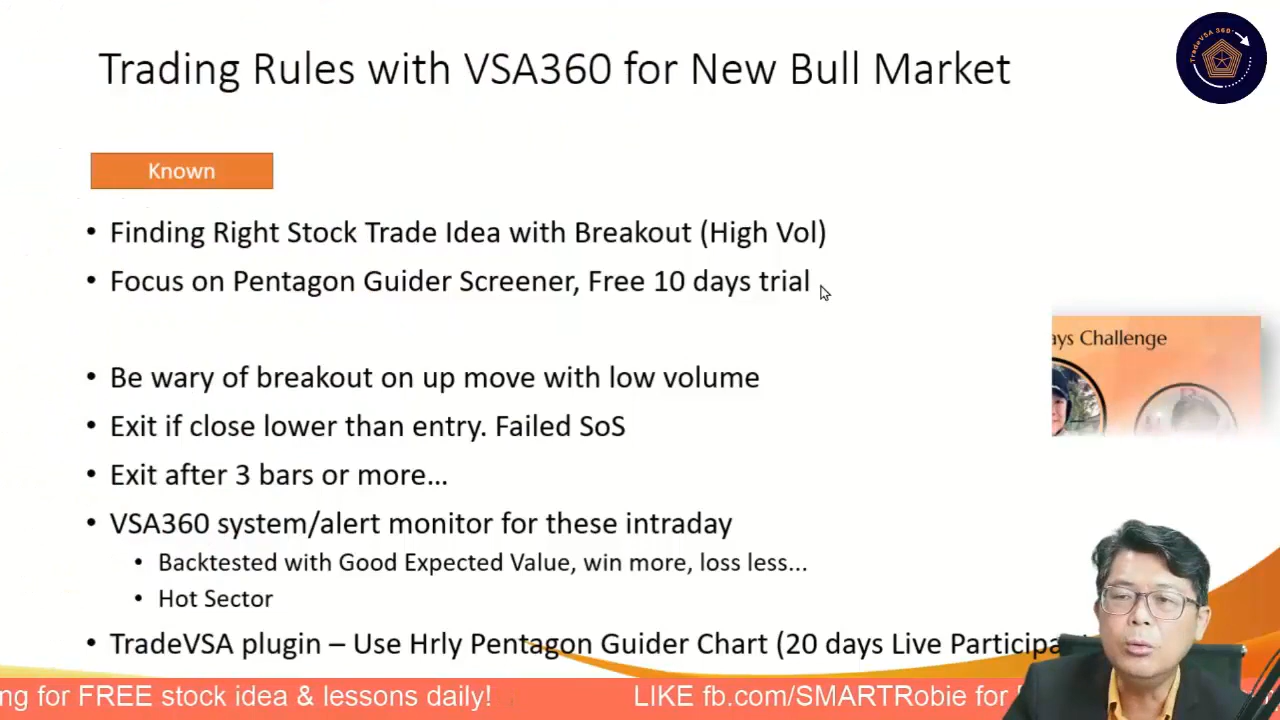 Trading Rules with VSA360 for New Bull Market
TradeVSA 360°
Known
• Finding Right Stock Trade Idea with Breakout (High Vol)
• Focus on Pentagon Guider Screener, Free 10 days trial
ays Challenge
• Be wary of breakout on up move with low volume
• Exit if close lower than entry. Failed SoS
• Exit after 3 bars or more...
• VSA360 system/alert monitor for these intraday
• Backtested with Good Expected Value, win more, loss less...
• Hot Sector
• TradeVSA plugin – Use Hrly Pentagon Guider Chart (20 days Live Participa
ng for FREE stock idea & lessons daily! LIKE fb.com/SMARTRobie for